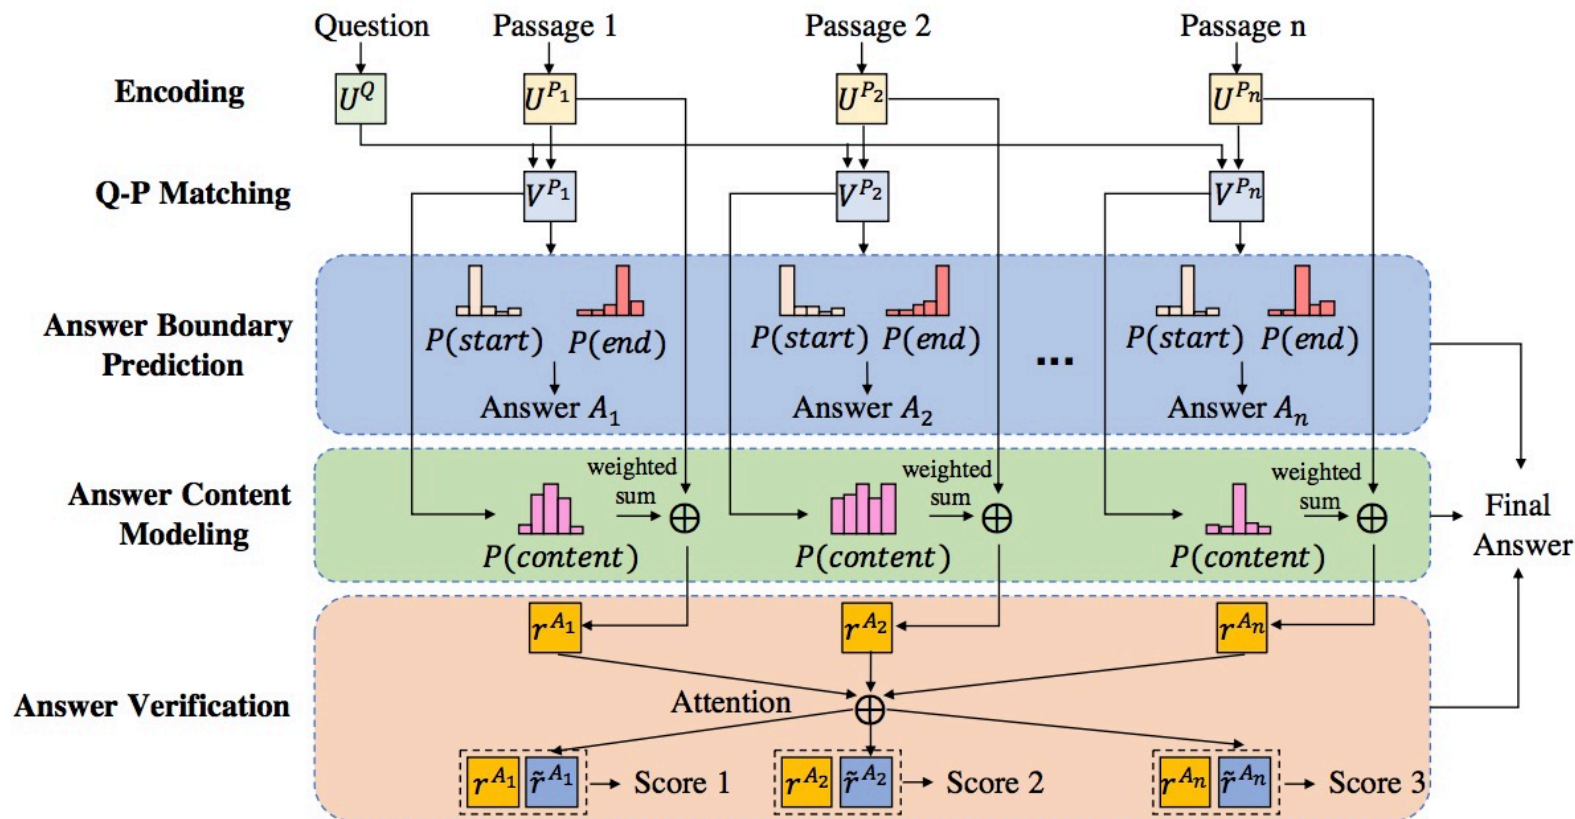 Question Passage 1 Passage 2 Passage n
Encoding U^Q U^{P_1} U^{P_2} U^{P_n}
Q-P Matching V^{P_1} V^{P_2} V^{P_n}
Answer Boundary
Prediction
P(start) P(end) P(start) P(end) ... P(start) P(end)
Answer A_1 Answer A_2 Answer A_n
Answer Content
Modeling
weighted
sum
weighted
sum
weighted
sum
⊕ ⊕ ⊕
P(content) P(content) P(content)
Final
Answer
r^{A_1} r^{A_2} r^{A_n}
Answer Verification Attention ⊕
r^{A_1} r̃^{A_1} Score 1 r^{A_2} r̃^{A_2} Score 2 r^{A_n} r̃^{A_n} Score 3